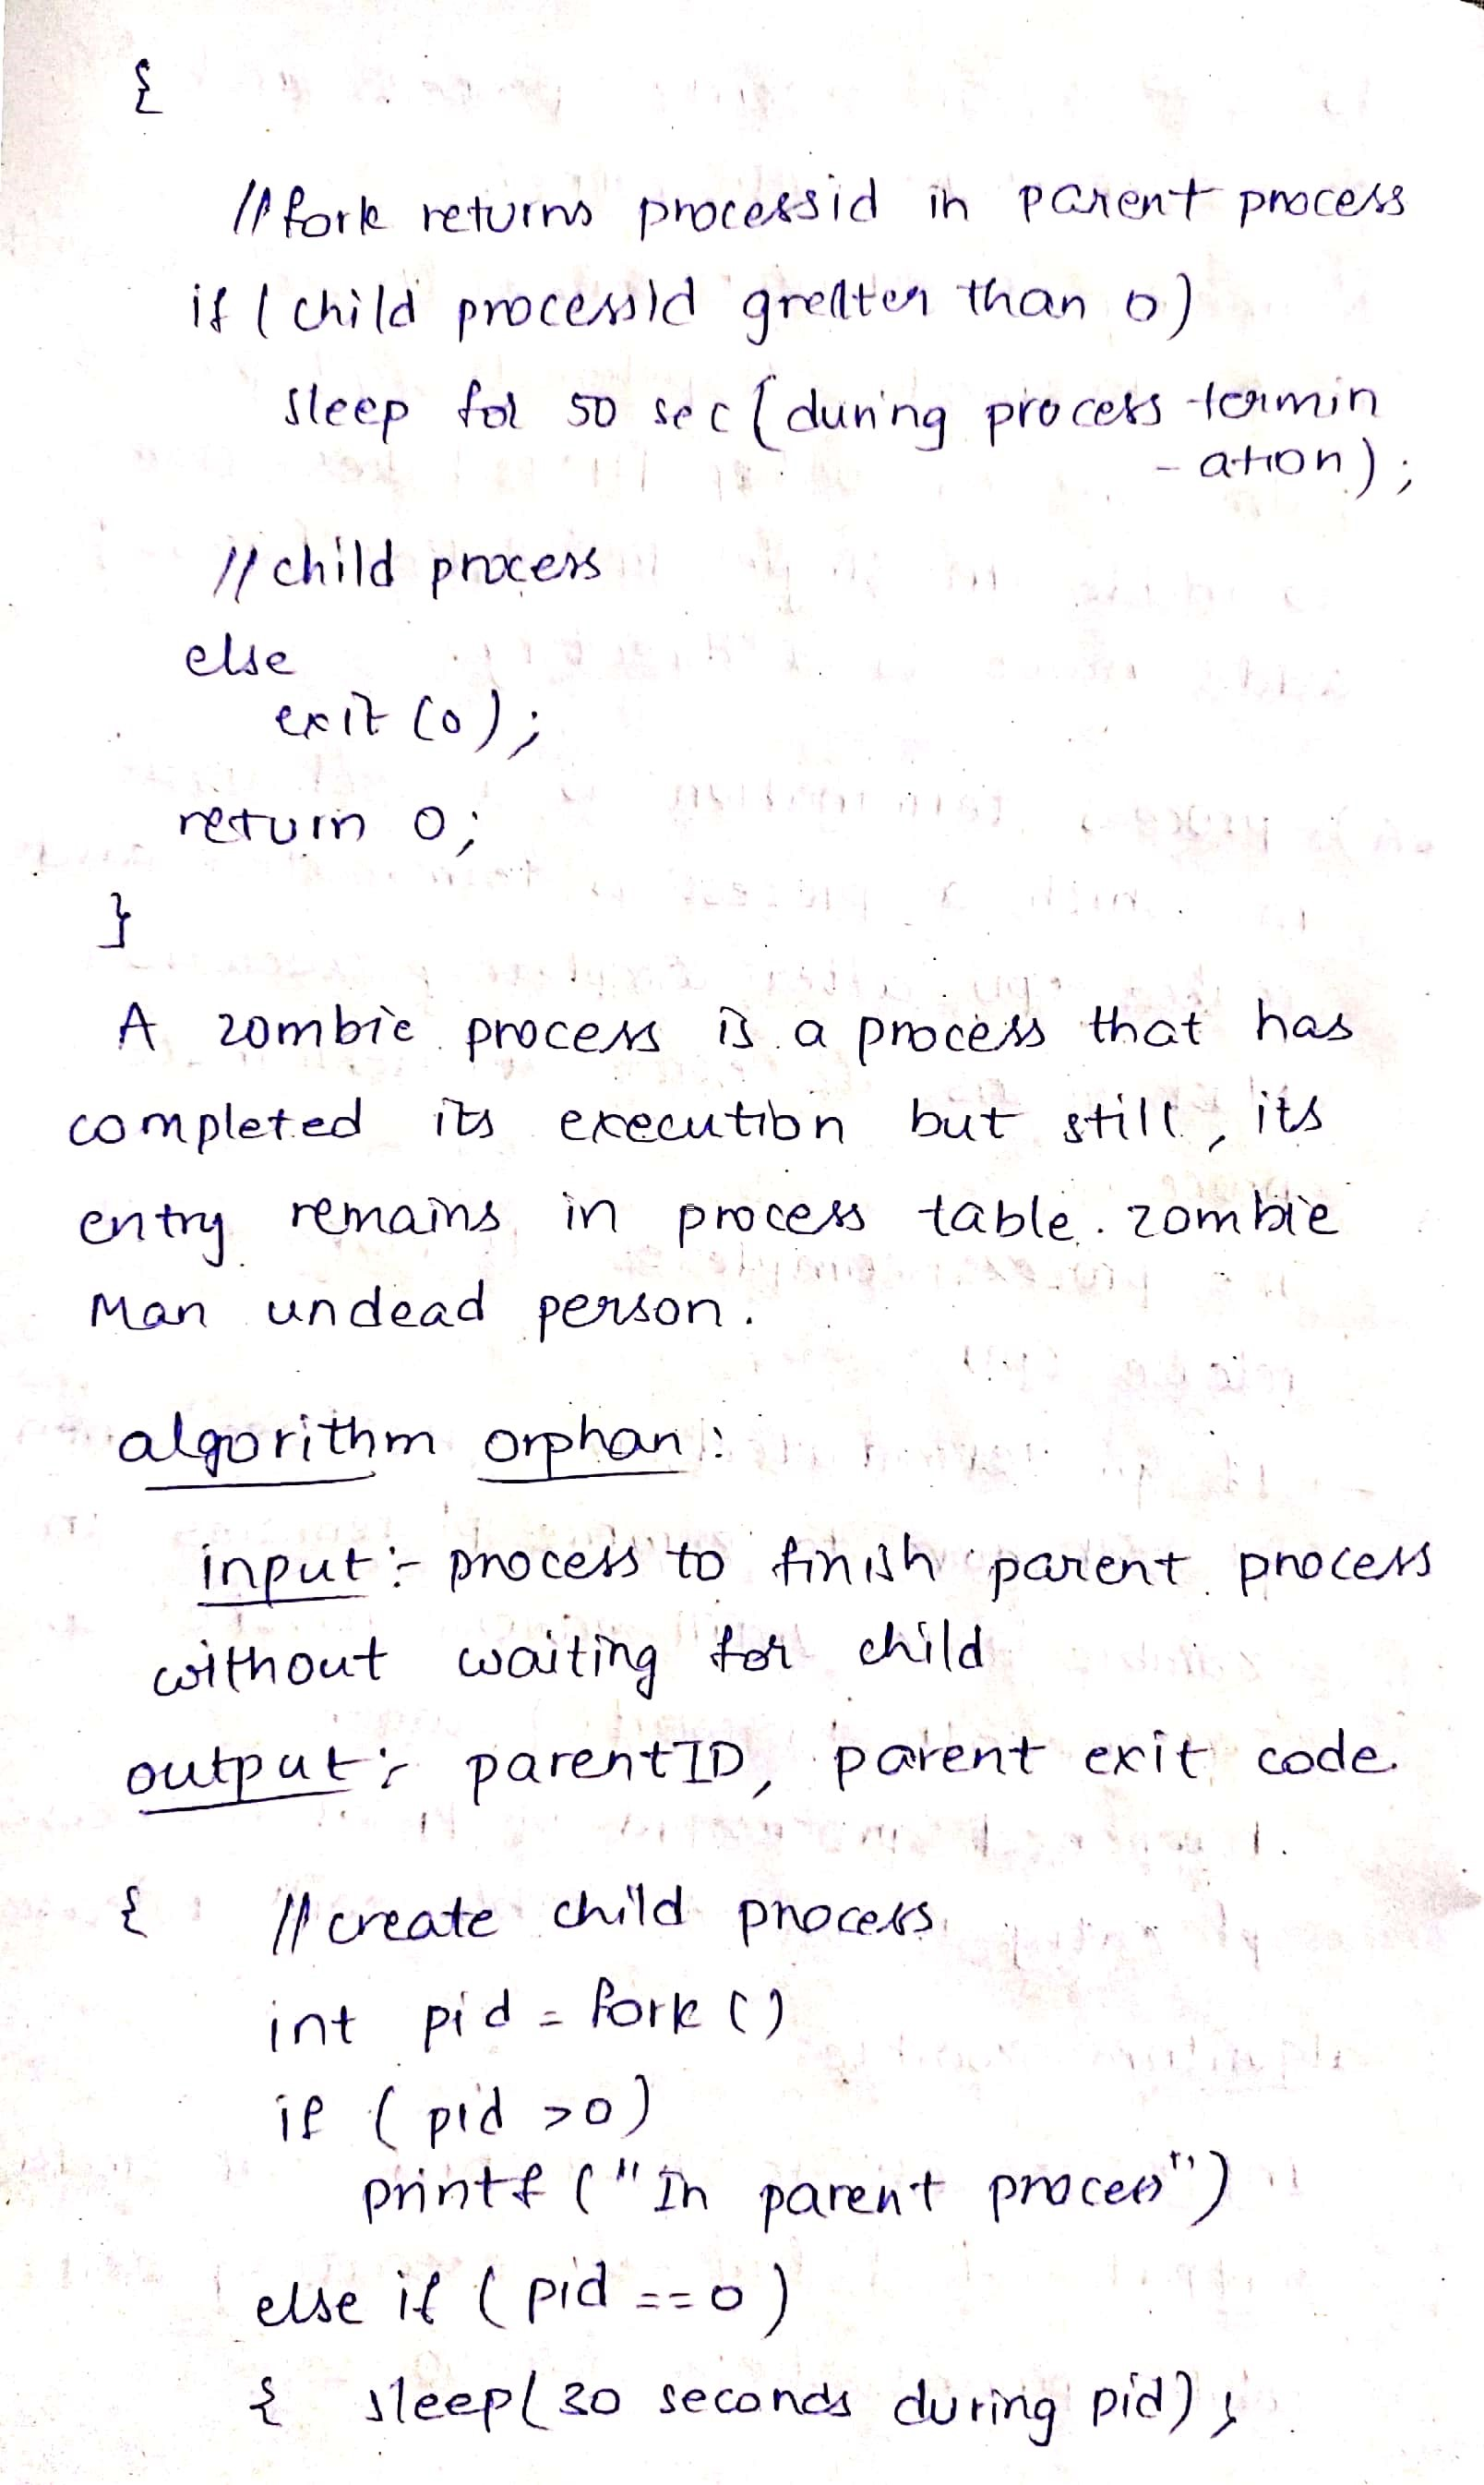 {
// fork returns processid in parent process
if ( child processid greater than 0)
sleep for 50 sec (during process termin
- ation) ;
// child process
else
exit (0) ;
return 0;
}
A zombie process is a process that has
completed its execution but still, its
entry remains in process table. zombie
Man undead person.
algorithm orphan :
input :- process to finish parent process
without waiting for child
output :- parentID, parent exit code.
{ // create child process
int pid = fork ()
if ( pid >0)
printf ("In parent process")
else if ( pid ==0)
{ sleep( 30 seconds during pid) ;